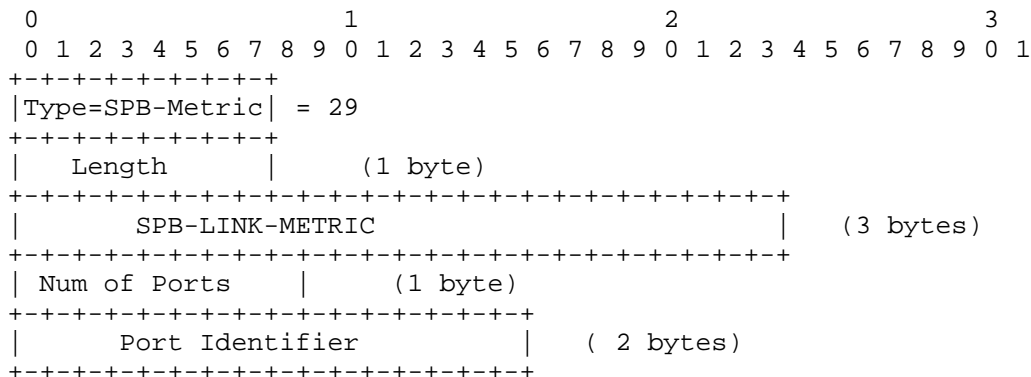 0                   1                   2                   3
 0 1 2 3 4 5 6 7 8 9 0 1 2 3 4 5 6 7 8 9 0 1 2 3 4 5 6 7 8 9 0 1
+-+-+-+-+-+-+-+-+
|Type=SPB-Metric| = 29
+-+-+-+-+-+-+-+-+
|   Length      |     (1 byte)
+-+-+-+-+-+-+-+-+-+-+-+-+-+-+-+-+-+-+-+-+-+-+-+-+
|       SPB-LINK-METRIC                         |   (3 bytes)
+-+-+-+-+-+-+-+-+-+-+-+-+-+-+-+-+-+-+-+-+-+-+-+-+
| Num of Ports    |     (1 byte)
+-+-+-+-+-+-+-+-+-+-+-+-+-+-+-+-+
|      Port Identifier          |   ( 2 bytes)
+-+-+-+-+-+-+-+-+-+-+-+-+-+-+-+-+